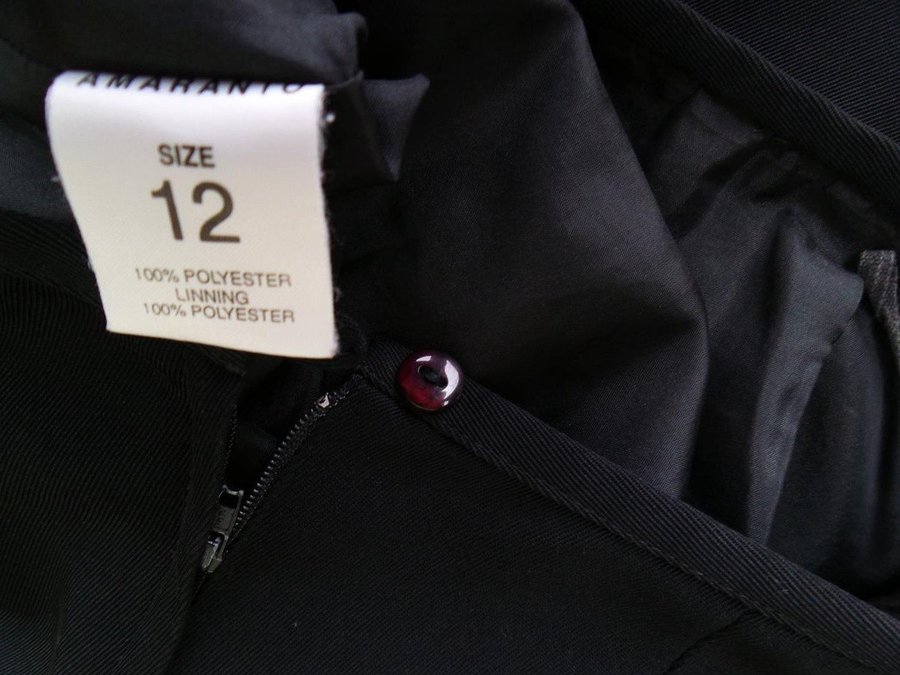 AMARANTO
SIZE
12
100% POLYESTER
LINNING
100% POLYESTER